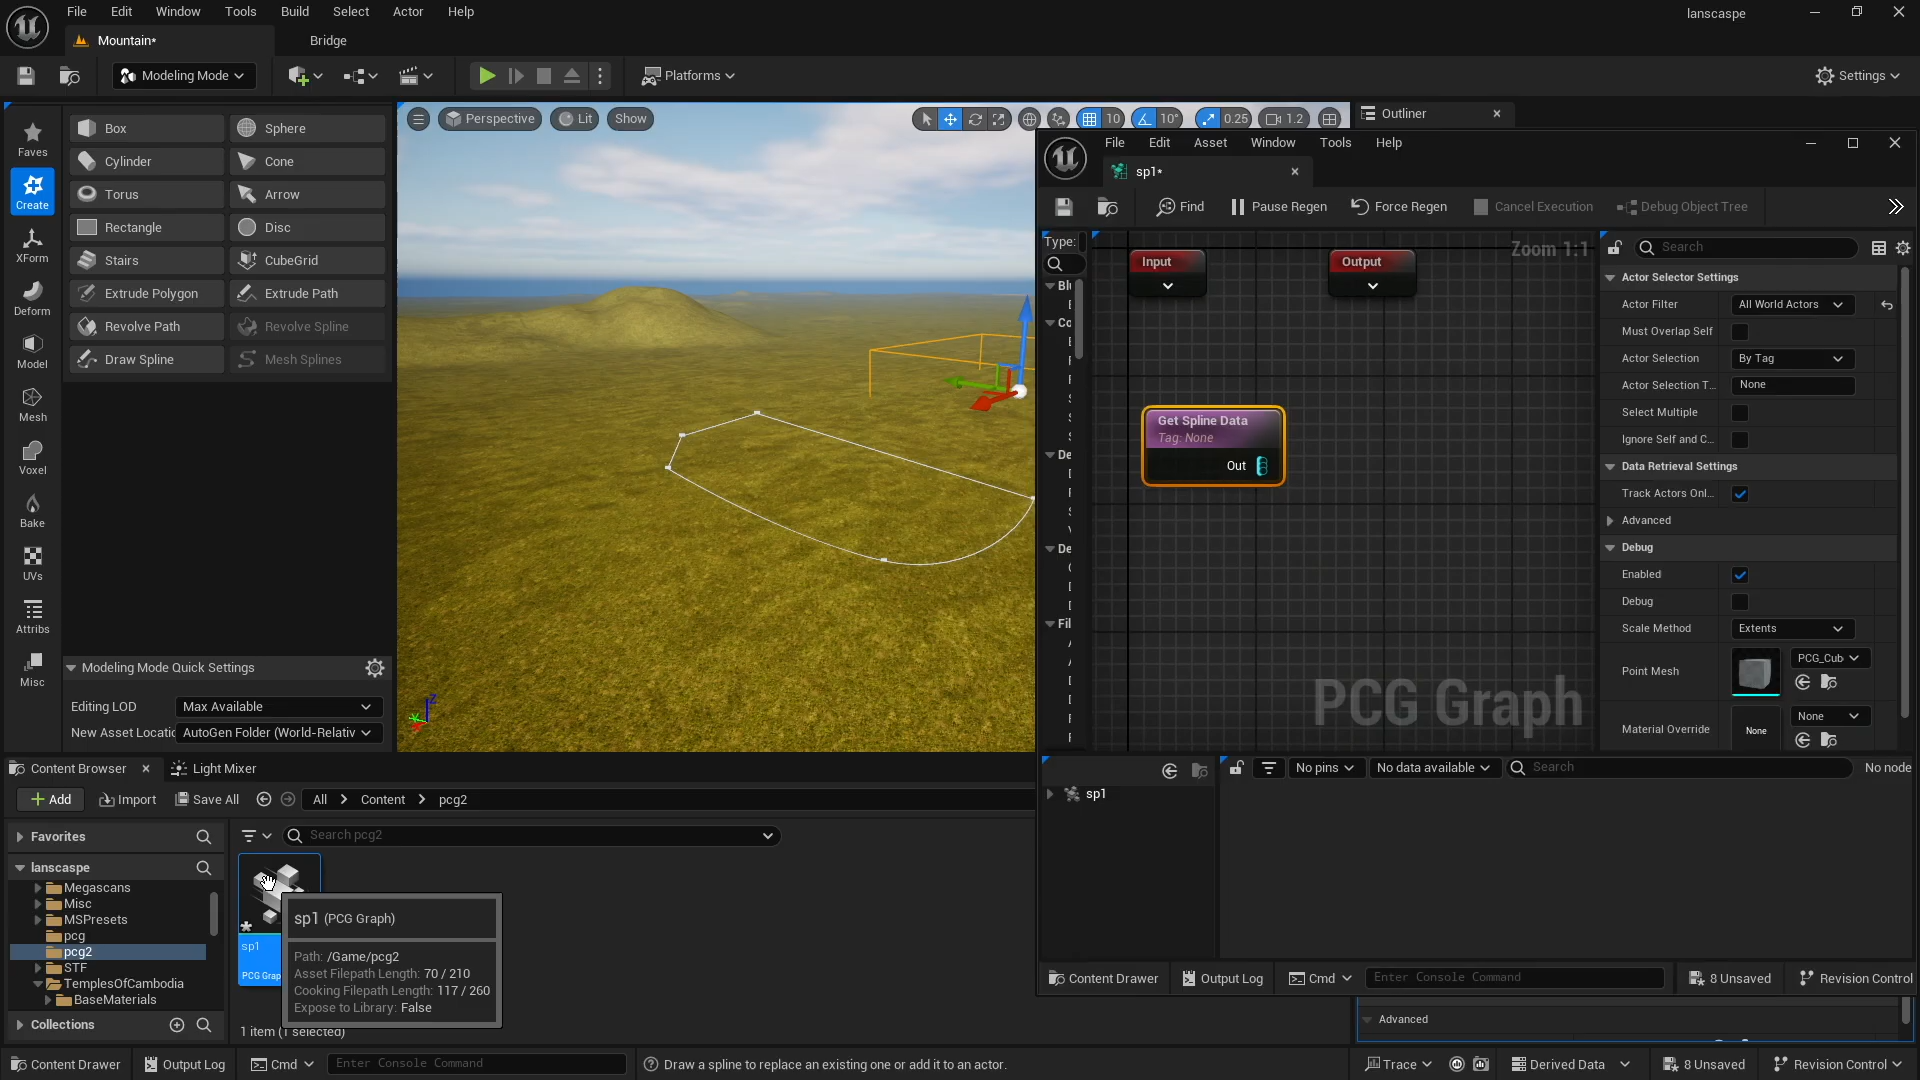 File Edit Window Tools Build Select Actor Help
lanscaspe
Mountain*
Bridge
Modeling Mode
Platforms
Settings
Faves
Create
XForm
Deform
Model
Mesh
Voxel
Bake
UVs
Attribs
Misc
Box
Sphere
Cylinder
Cone
Torus
Arrow
Rectangle
Disc
Stairs
CubeGrid
Extrude Polygon
Extrude Path
Revolve Path
Revolve Spline
Draw Spline
Mesh Splines
Modeling Mode Quick Settings
Editing LOD
Max Available
New Asset Locatic
AutoGen Folder (World-Relativ
Perspective
Lit
Show
10
10°
0.25
1.2
Z
Outliner
File Edit Asset Window Tools Help
sp1*
Find
Pause Regen
Force Regen
Cancel Execution
Debug Object Tree
Type:
Zoom 1:1
Input
Output
Get Spline Data
Tag: None
Out
PCG Graph
Search
Actor Selector Settings
Actor Filter
All World Actors
Must Overlap Self
Actor Selection
By Tag
Actor Selection T...
None
Select Multiple
Ignore Self and C...
Data Retrieval Settings
Track Actors Onl...
Advanced
Debug
Enabled
Debug
Scale Method
Extents
Point Mesh
PCG_Cub
Material Override
None
None
sp1
No pins
No data available
Search
No node
Content Drawer
Output Log
Cmd
Enter Console Command
8 Unsaved
Revision Control
Advanced
Content Browser
Light Mixer
Add
Import
Save All
All
Content
pcg2
Favorites
Search pcg2
lanscaspe
Megascans
Misc
MSPresets
pcg
pcg2
STF
TemplesOfCambodia
BaseMaterials
Collections
sp1
PCG Grap
sp1 (PCG Graph)
Path: /Game/pcg2
Asset Filepath Length: 70 / 210
Cooking Filepath Length: 117 / 260
Expose to Library: False
1 item (1 selected)
Content Drawer
Output Log
Cmd
Enter Console Command
Draw a spline to replace an existing one or add it to an actor.
Trace
Derived Data
8 Unsaved
Revision Control